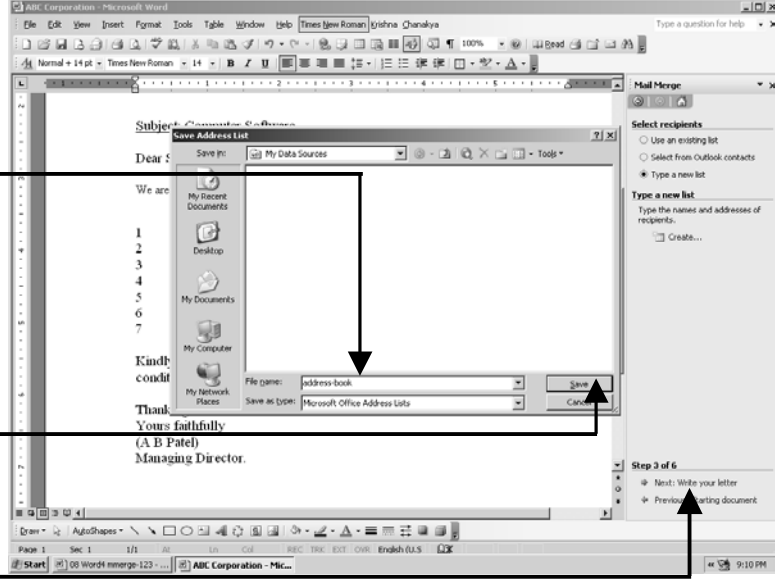 ABC Corporation - Microsoft Word
File Edit View Insert Format Tools Table Window Help Times New Roman Krishna Chanakya Type a question for help
100% Read
Normal + 14 pt Times New Roman 14 B I U
Mail Merge
Select recipients
Use an existing list
Select from Outlook contacts
Type a new list
Type a new list
Type the names and addresses of
recipients.
Create...
Subject: Computer Software
Dear S
We are
1
2
3
4
5
6
7
Kindly
condit
Thank
Yours faithfully
(A B Patel)
Managing Director.
Save Address List
Save in: My Data Sources Tools
My Recent
Documents
Desktop
My Documents
My Computer
My Network
Places
File name: address-book Save
Save as type: Microsoft Office Address Lists Cancel
Step 3 of 6
Next: Write your letter
Previous: Starting document
Draw AutoShapes
Page 1 Sec 1 1/1 At Ln Col REC TRK EXT OVR English (U.S
Start 08 Word4 mmerge-123 - ... ABC Corporation - Mic... 9:10 PM